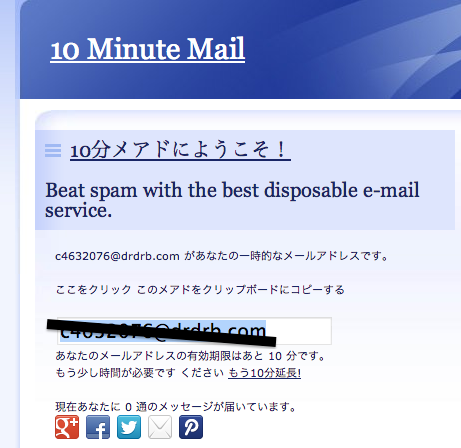 10 Minute Mail
10分メアドにようこそ！
Beat spam with the best disposable e-mail
service.
c4632076@drdrb.com があなたの一時的なメールアドレスです。
ここをクリック このメアドをクリップボードにコピーする
c4632076@drdrb.com
あなたのメールアドレスの有効期限はあと 10 分です。
もう少し時間が必要です ください もう10分延長!
現在あなたに 0 通のメッセージが届いています。